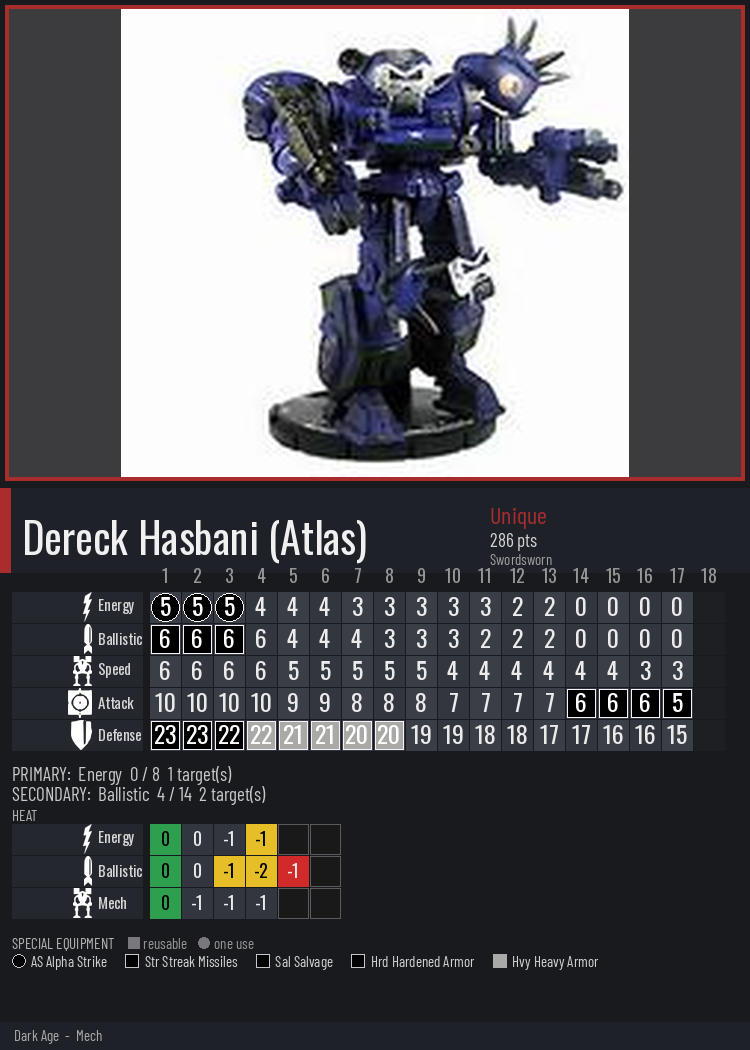 Dereck Hasbani (Atlas)
Unique
286 pts
Swordsworn
1 2 3 4 5 6 7 8 9 10 11 12 13 14 15 16 17 18
Energy 5 5 5 4 4 4 3 3 3 3 3 2 2 0 0 0 0
Ballistic 6 6 6 6 4 4 4 3 3 3 2 2 2 0 0 0 0
Speed 6 6 6 6 5 5 5 5 5 4 4 4 4 4 4 3 3
Attack 10 10 10 10 9 9 8 8 8 7 7 7 7 6 6 6 5
Defense 23 23 22 22 21 21 20 20 19 19 18 18 17 17 16 16 15
PRIMARY: Energy 0 / 8 1 target(s)
SECONDARY: Ballistic 4 / 14 2 target(s)
HEAT
Energy 0 0 -1 -1
Ballistic 0 0 -1 -2 -1
Mech 0 -1 -1 -1
SPECIAL EQUIPMENT reusable one use
AS Alpha Strike Str Streak Missiles Sal Salvage Hrd Hardened Armor Hvy Heavy Armor
Dark Age - Mech